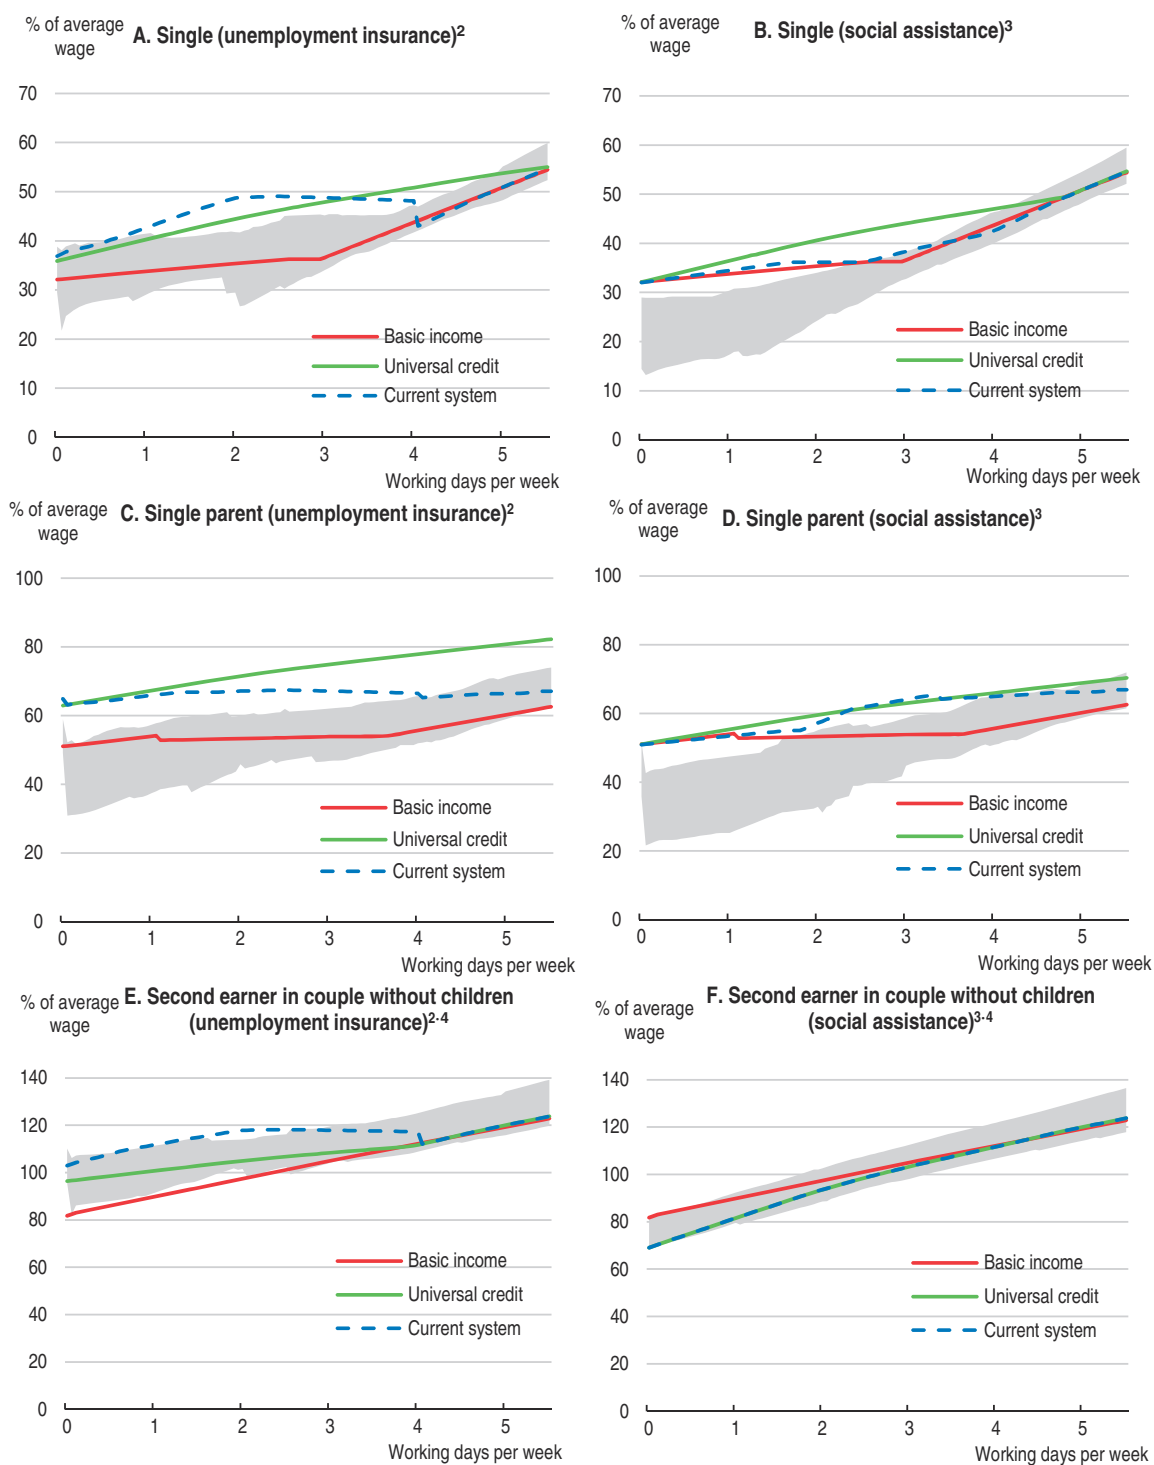 % of average
wage
A. Single (unemployment insurance)2
70
60
50
40
30
20
10
0
Basic income
Universal credit
Current system
0 1 2 3 4 5
Working days per week
% of average
wage
B. Single (social assistance)3
70
60
50
40
30
20
10
0
Basic income
Universal credit
Current system
0 1 2 3 4 5
Working days per week
% of average
wage
C. Single parent (unemployment insurance)2
100
80
60
40
20
0
Basic income
Universal credit
Current system
0 1 2 3 4 5
Working days per week
% of average
wage
D. Single parent (social assistance)3
100
80
60
40
20
0
Basic income
Universal credit
Current system
0 1 2 3 4 5
Working days per week
% of average
wage
E. Second earner in couple without children
(unemployment insurance)2.4
140
120
100
80
60
40
20
0
Basic income
Universal credit
Current system
0 1 2 3 4 5
Working days per week
% of average
wage
F. Second earner in couple without children
(social assistance)3.4
140
120
100
80
60
40
20
0
Basic income
Universal credit
Current system
0 1 2 3 4 5
Working days per week